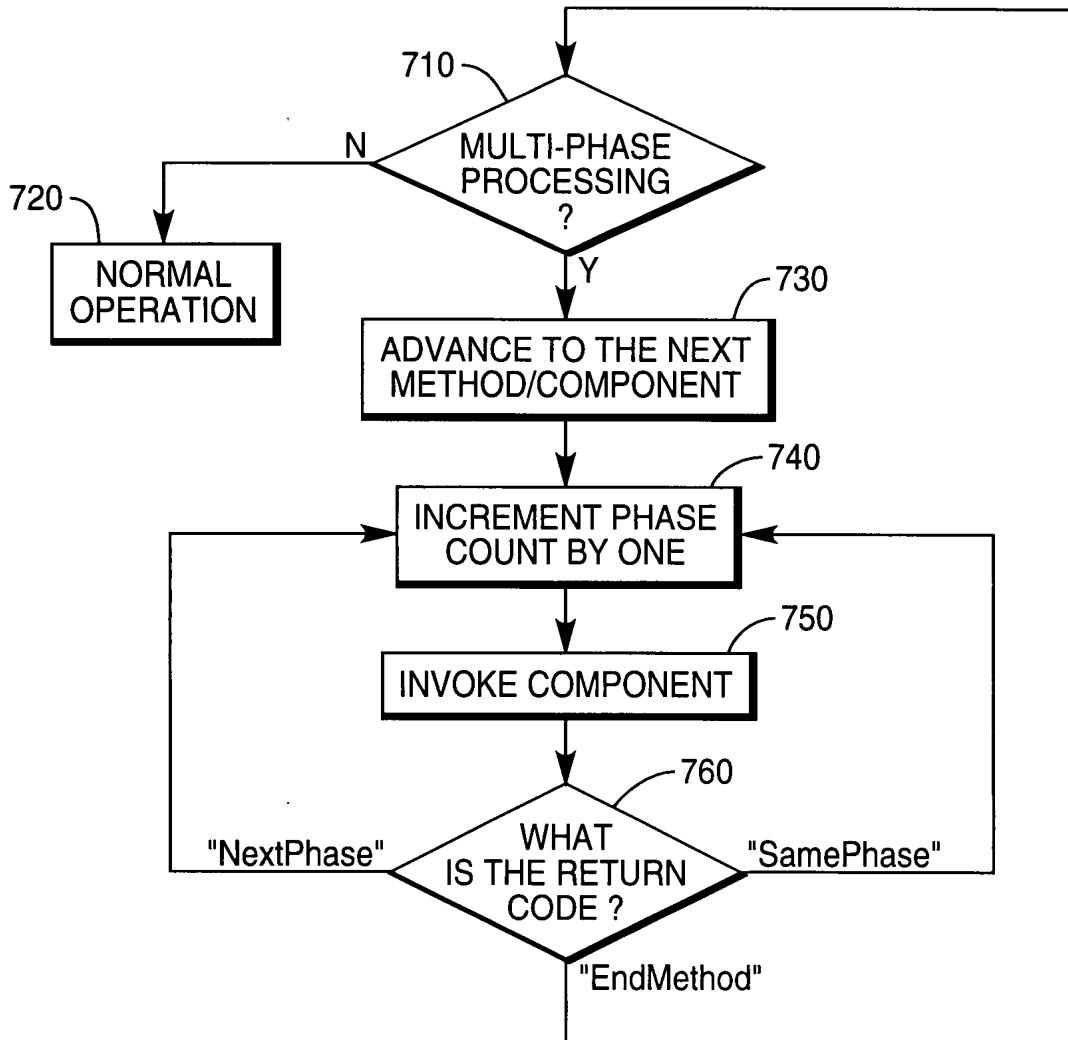 710
MULTI-PHASE
PROCESSING
?
N
720
NORMAL
OPERATION
Y
730
ADVANCE TO THE NEXT
METHOD/COMPONENT
740
INCREMENT PHASE
COUNT BY ONE
750
INVOKE COMPONENT
760
WHAT
IS THE RETURN
CODE ?
"NextPhase"
"SamePhase"
"EndMethod"